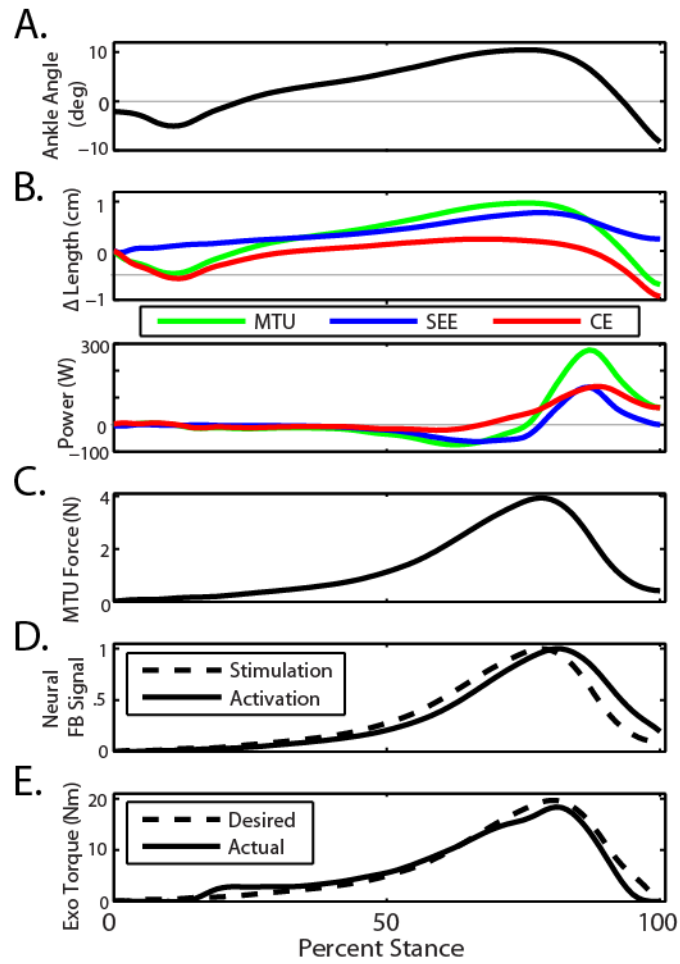 A.
10
0
−10
Ankle Angle
(deg)
B.
1
0
−1
Δ Length (cm)
MTU SEE CE
300
0
−100
Power (W)
C.
4
2
0
MTU Force (N)
D.
1
.5
0
Neural
FB Signal
Stimulation
Activation
E.
20
10
0
Exo Torque (Nm)
Desired
Actual
0 50 100
Percent Stance